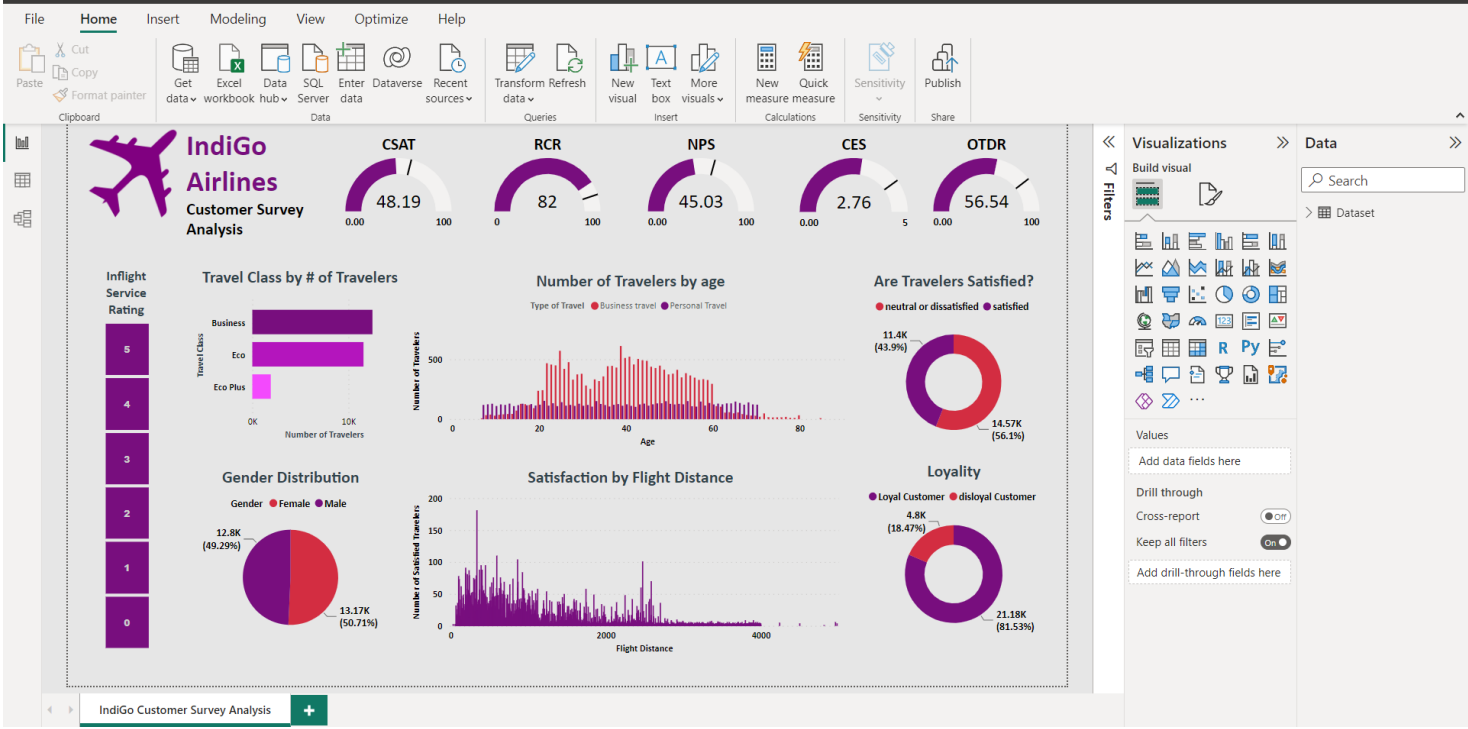 File Home Insert Modeling View Optimize Help
Paste
Cut
Copy
Format painter
Clipboard
Get data
Excel workbook
Data hub
SQL Server
Enter data
Dataverse
Recent sources
Data
Transform data
Refresh
Queries
New visual
Text box
More visuals
Insert
New measure
Quick measure
Calculations
Sensitivity
Sensitivity
Publish
Share
IndiGo
Airlines
Customer Survey
Analysis
CSAT
48.19
0.00 100
RCR
82
0 100
NPS
45.03
0.00 100
CES
2.76
0.00 5
OTDR
56.54
0.00 100
Inflight
Service
Rating
5
4
3
2
1
0
Travel Class by # of Travelers
Travel Class
Business
Eco
Eco Plus
0K 10K
Number of Travelers
Number of Travelers by age
Type of Travel Business travel Personal Travel
Number of Travelers
500
0
0 20 40 60 80
Age
Are Travelers Satisfied?
neutral or dissatisfied satisfied
11.4K
(43.9%)
14.57K
(56.1%)
Gender Distribution
Gender Female Male
12.8K
(49.29%)
13.17K
(50.71%)
Satisfaction by Flight Distance
Number of Satisfied Travelers
200
150
100
50
0
0 2000 4000
Flight Distance
Loyality
Loyal Customer disloyal Customer
4.8K
(18.47%)
21.18K
(81.53%)
Filters
Visualizations
Build visual
123
R Py
Values
Add data fields here
Drill through
Cross-report Off
Keep all filters On
Add drill-through fields here
Data
Search
Dataset
IndiGo Customer Survey Analysis